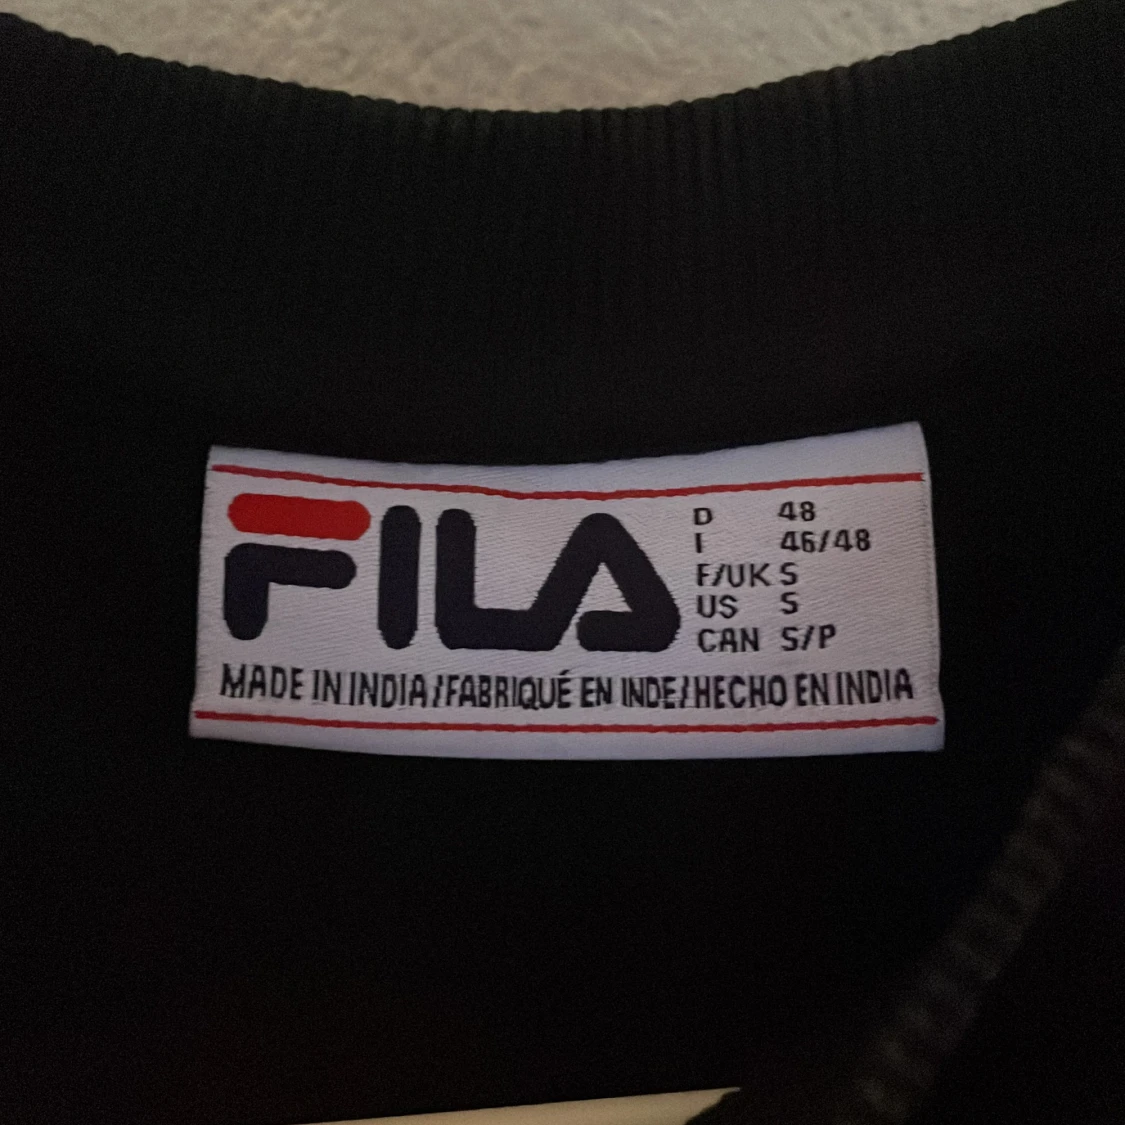 FILA
D 48
I 46/48
F/UK S
US S
CAN S/P
MADE IN INDIA/FABRIQUÉ EN INDE/HECHO EN INDIA